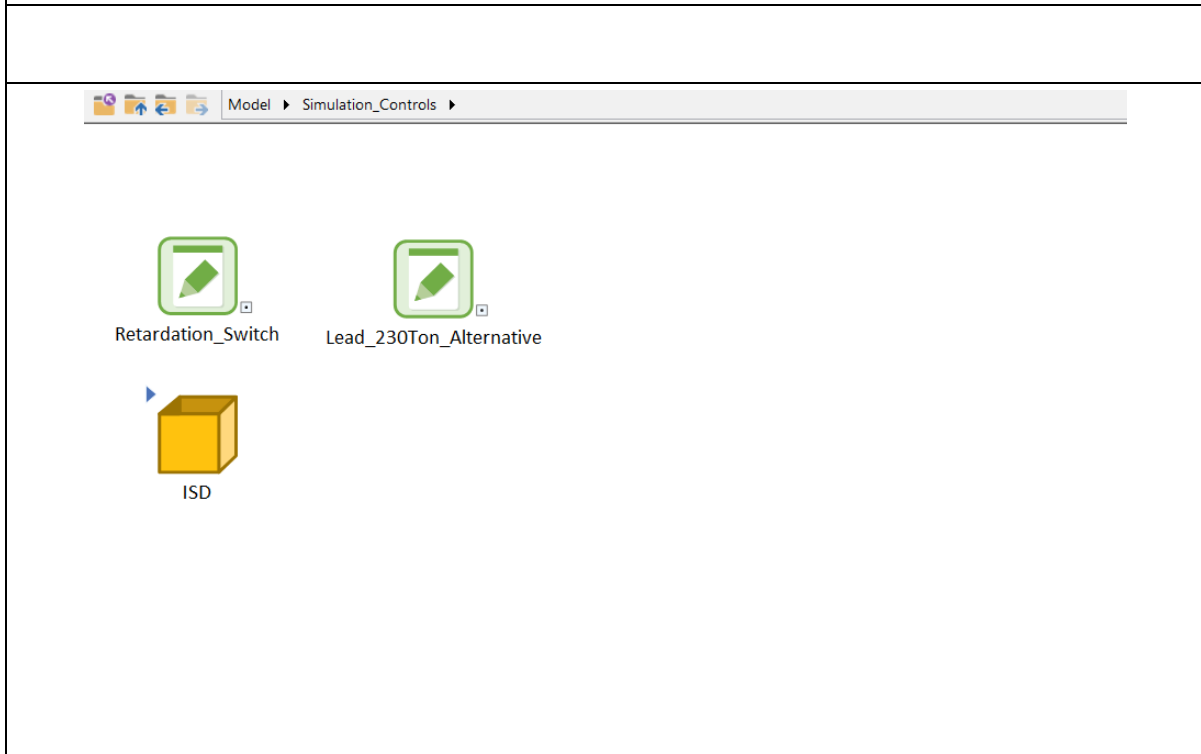 Model Simulation_Controls
Retardation_Switch Lead_230Ton_Alternative
ISD